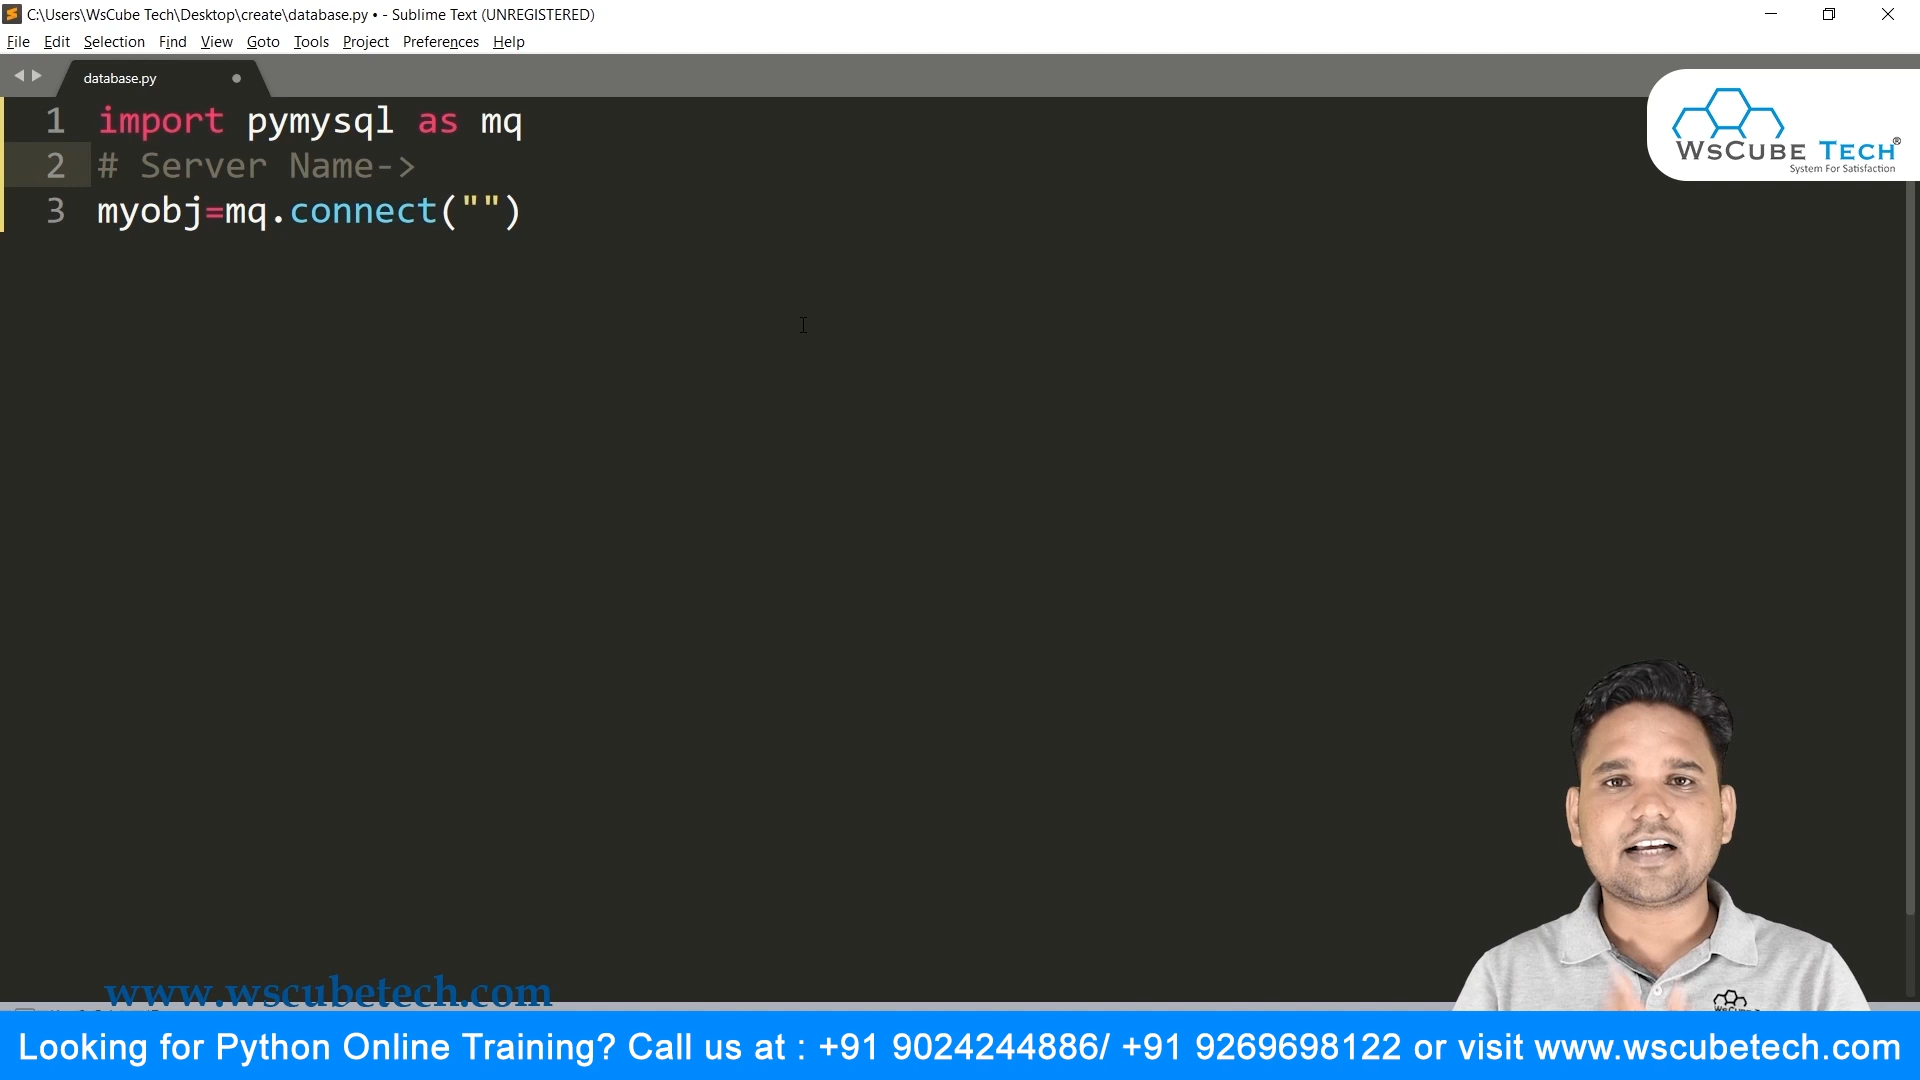 C:\Users\WsCube Tech\Desktop\create\database.py • - Sublime Text (UNREGISTERED)
File Edit Selection Find View Goto Tools Project Preferences Help
database.py
1 import pymysql as mq
2 # Server Name->
3 myobj=mq.connect("")
WSCUBE TECH®
System For Satisfaction
www.wscubetech.com
Looking for Python Online Training? Call us at : +91 9024244886/ +91 9269698122 or visit www.wscubetech.com